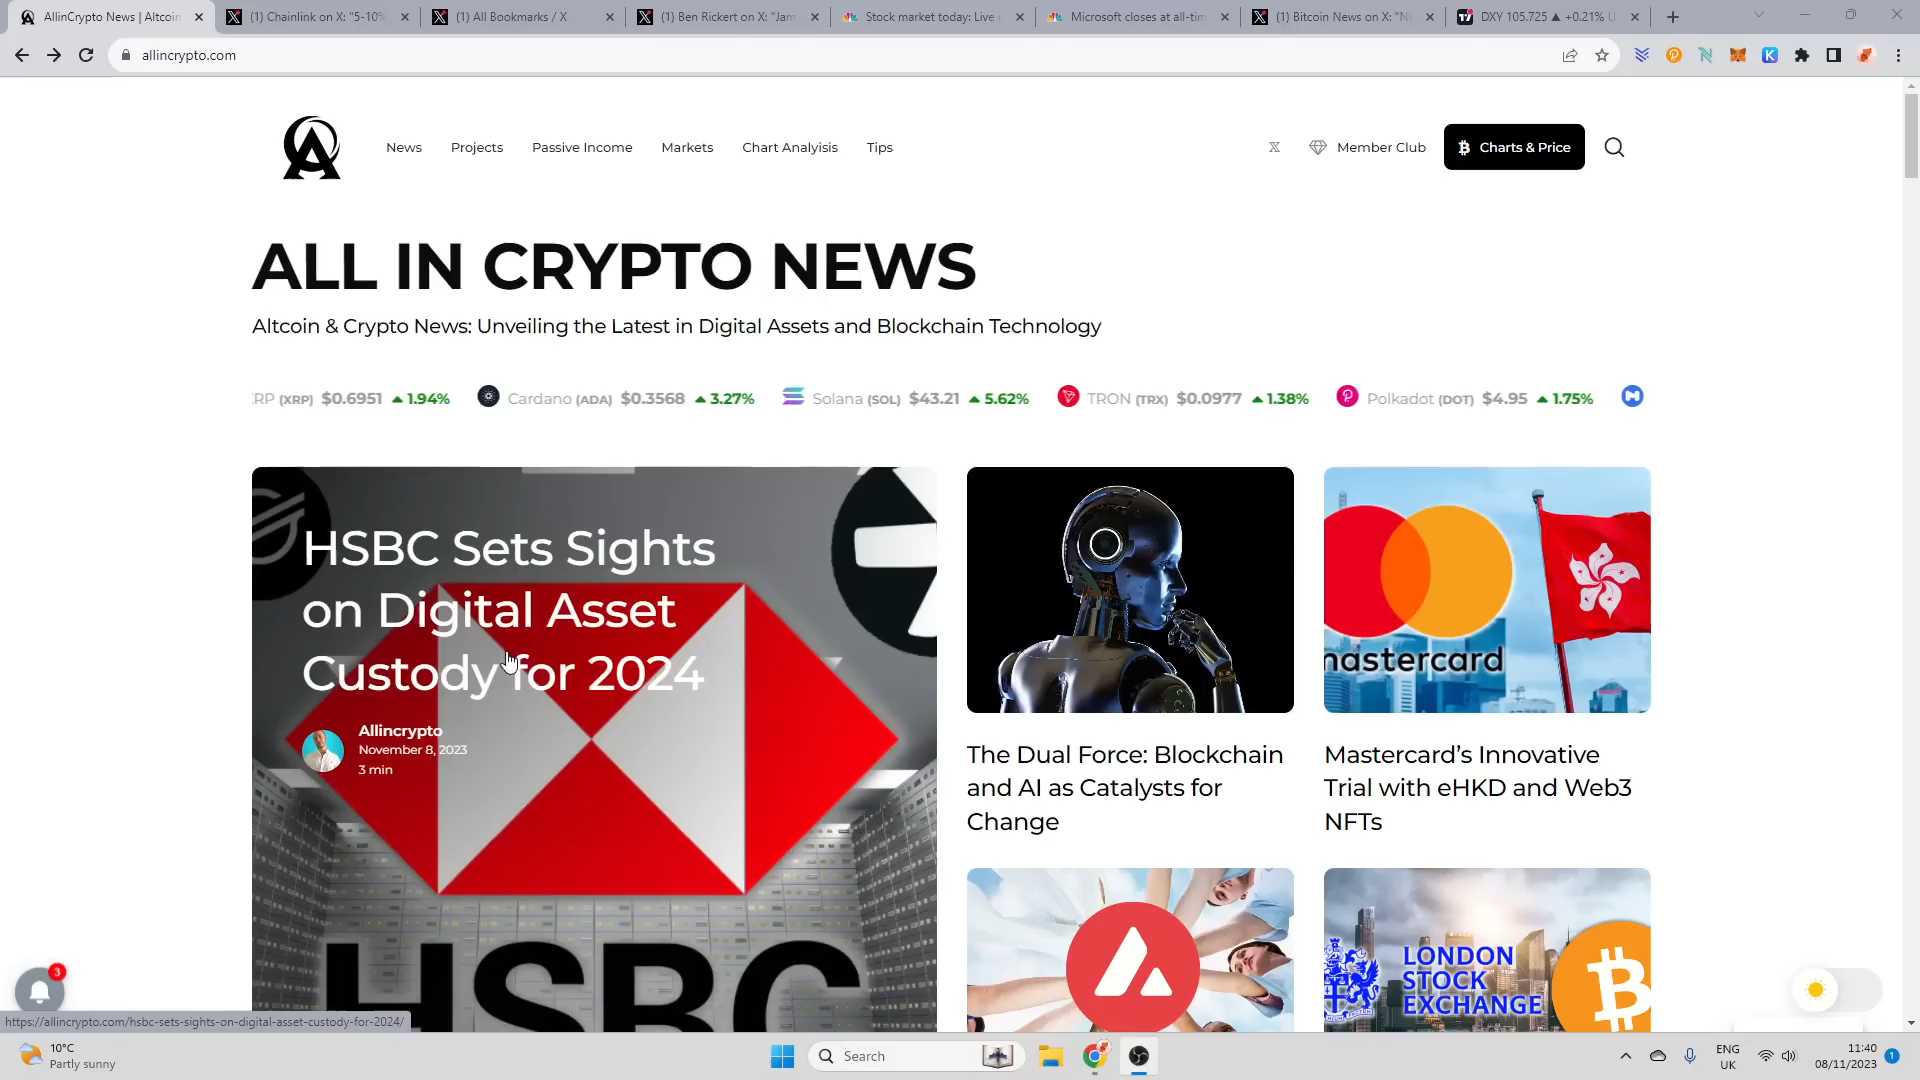 AllinCrypto News | Altcoin
(1) Chainlink on X: "5-10%
(1) All Bookmarks / X
(1) Ben Rickert on X: "Jam
Stock market today: Live
Microsoft closes at all-tim
(1) Bitcoin News on X: "N
DXY 105.725 ▲ +0.21% U
allincrypto.com
News
Projects
Passive Income
Markets
Chart Analyisis
Tips
Member Club
Charts & Price
ALL IN CRYPTO NEWS
Altcoin & Crypto News: Unveiling the Latest in Digital Assets and Blockchain Technology
RP (XRP) $0.6951 ▲ 1.94%
Cardano (ADA) $0.3568 ▲ 3.27%
Solana (SOL) $43.21 ▲ 5.62%
TRON (TRX) $0.0977 ▲ 1.38%
Polkadot (DOT) $4.95 ▲ 1.75%
HSBC Sets Sights
on Digital Asset
Custody for 2024
Allincrypto
November 8, 2023
3 min
HSBC
mastercard
The Dual Force: Blockchain
and AI as Catalysts for
Change
Mastercard's Innovative
Trial with eHKD and Web3
NFTs
LONDON
STOCK
EXCHANGE
3
https://allincrypto.com/hsbc-sets-sights-on-digital-asset-custody-for-2024/
10°C
Partly sunny
Search
ENG
UK
11:40
08/11/2023
1